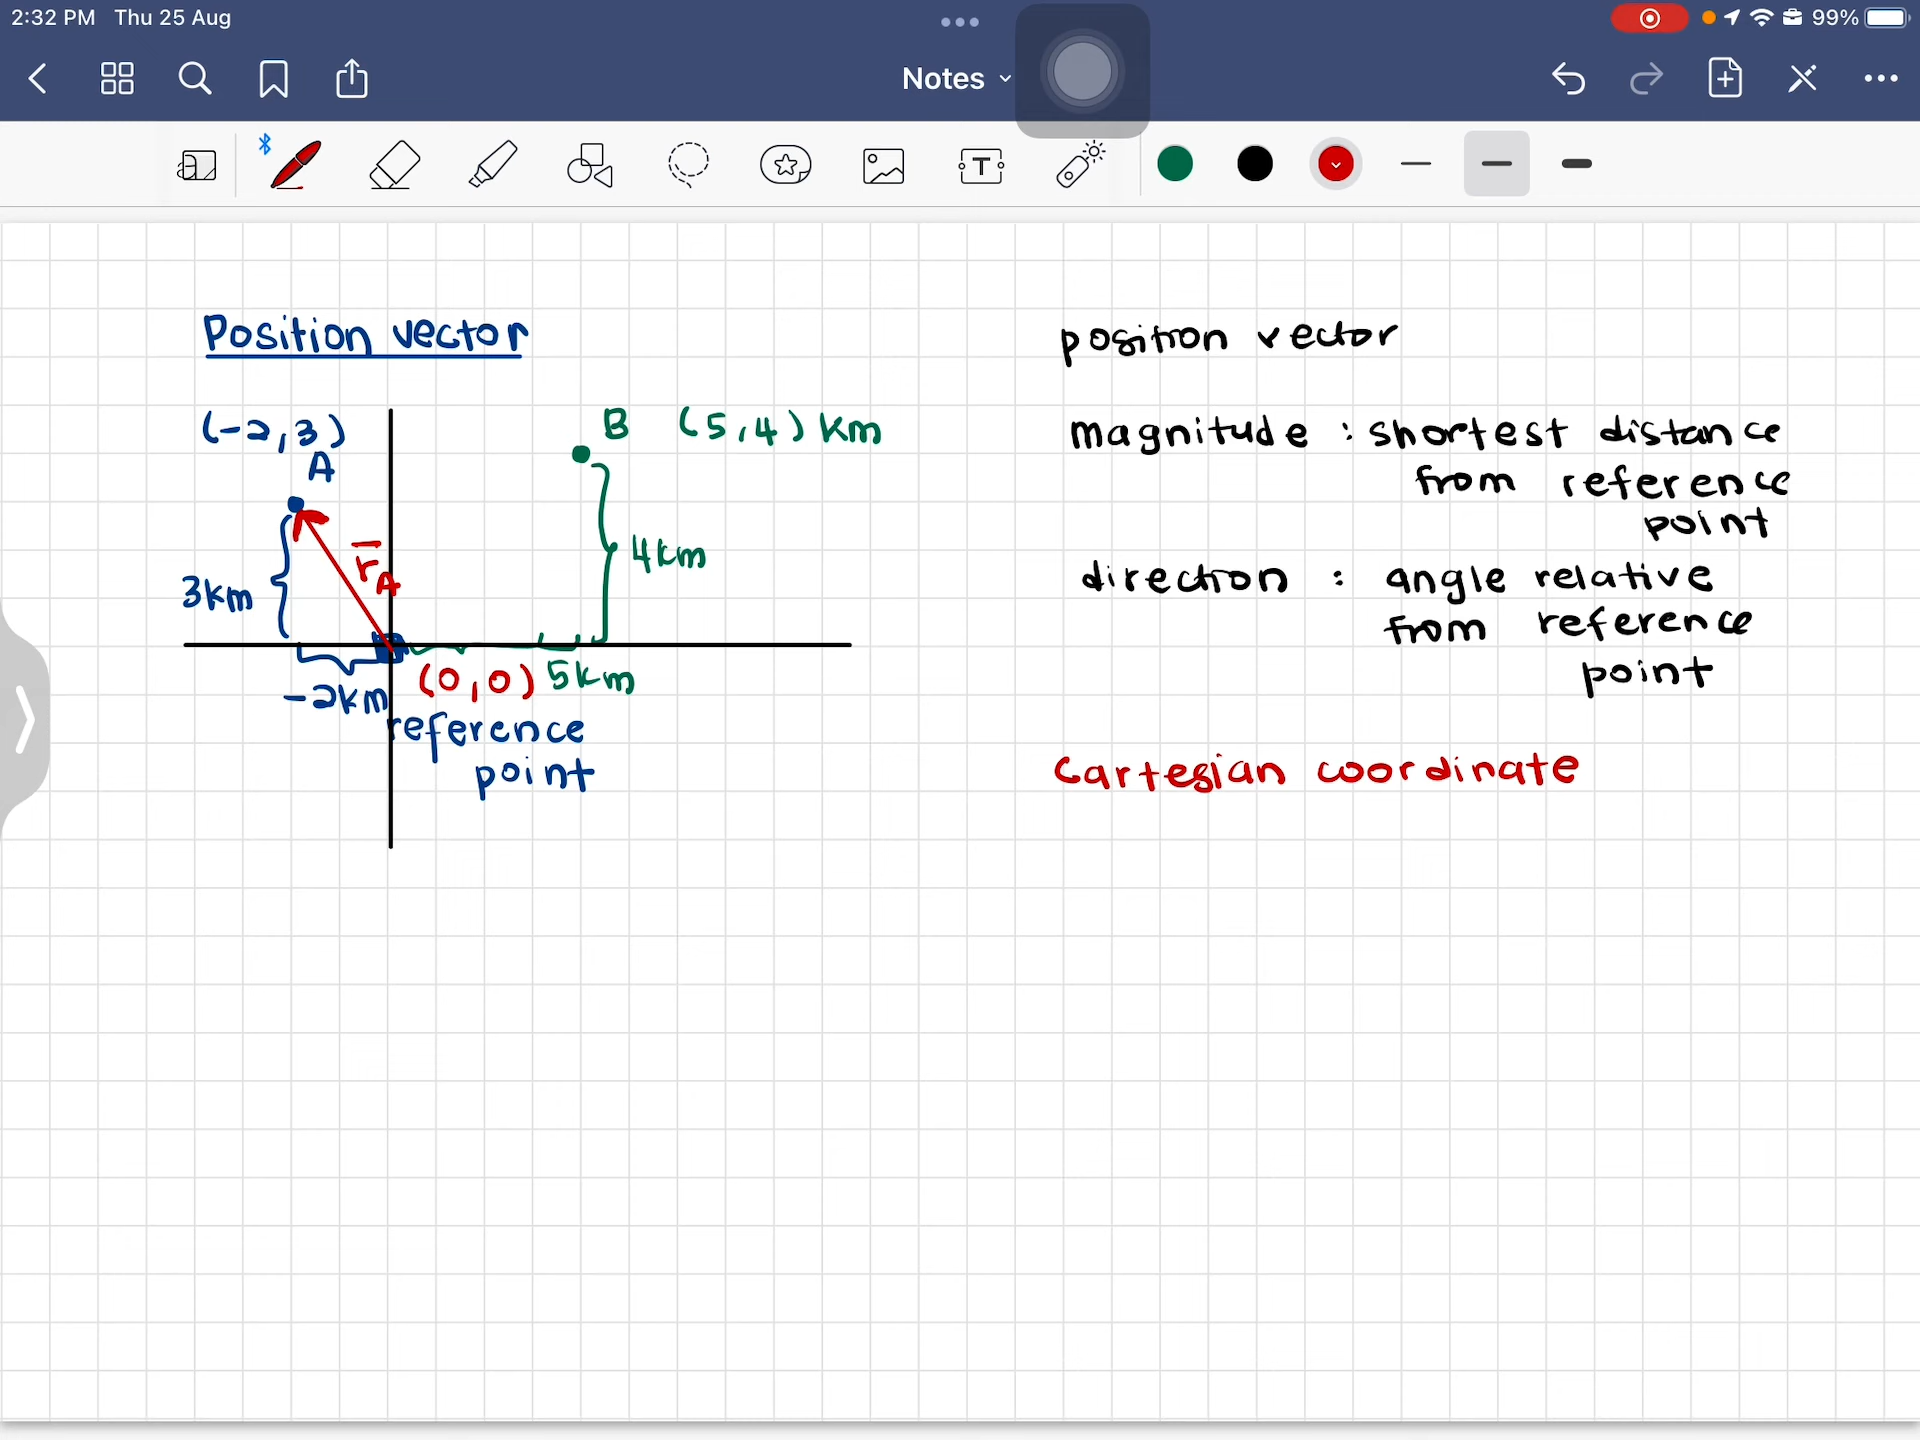 2:32 PM Thu 25 Aug
99%
Notes
T
Position vector
(-2,3)
A
B (5,4) km
r̄A
3km
4km
-2km
(0,0) 5km
reference
point
position vector
magnitude : shortest distance
from reference
point
direction : angle relative
from reference
point
Cartesian coordinate